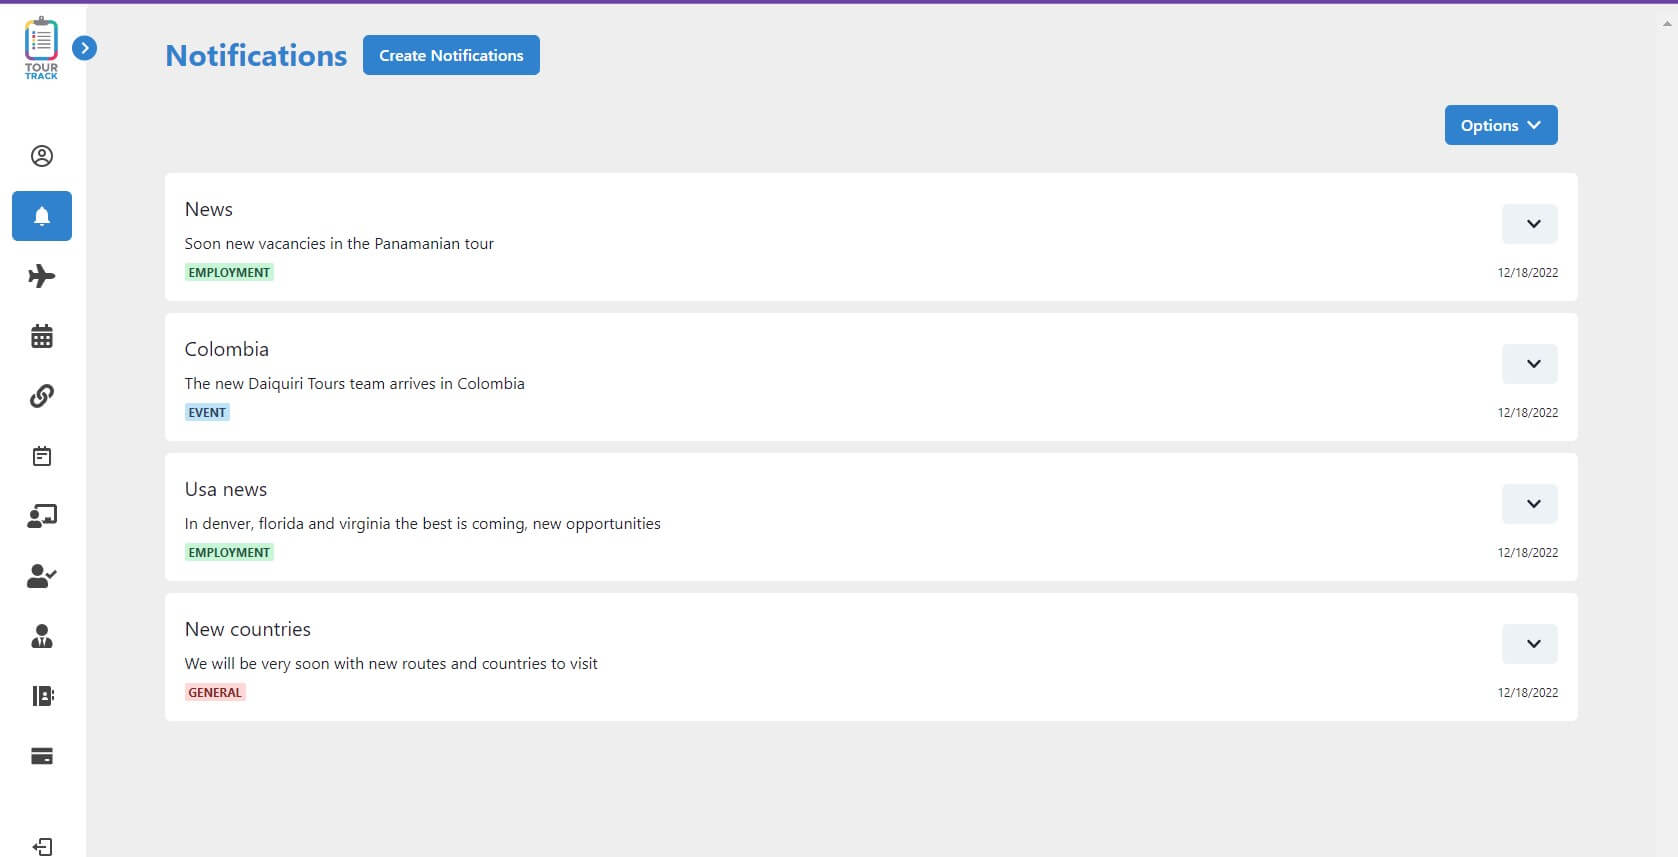 TOUR
TRACK
Notifications
Create Notifications
Options
News
Soon new vacancies in the Panamanian tour
EMPLOYMENT
12/18/2022
Colombia
The new Daiquiri Tours team arrives in Colombia
EVENT
12/18/2022
Usa news
In denver, florida and virginia the best is coming, new opportunities
EMPLOYMENT
12/18/2022
New countries
We will be very soon with new routes and countries to visit
GENERAL
12/18/2022